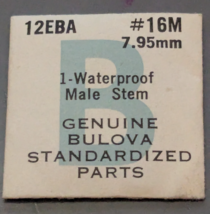 12EBA #16M
7.95mm
1-Waterproof
Male Stem
GENUINE
BULOVA
STANDARDIZED
PARTS
B